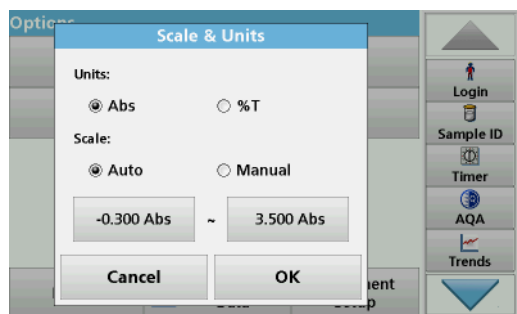 Options
Scale & Units
Units:
Abs
%T
Scale:
Auto
Manual
-0.300 Abs ~ 3.500 Abs
Cancel
OK
Login
Sample ID
Timer
AQA
Trends